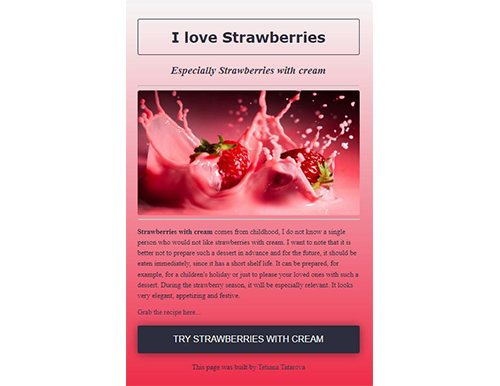 I love Strawberries
Especially Strawberries with cream
Strawberries with cream comes from childhood, I do not know a single
person who would not like strawberries with cream. I want to note that it is
better not to prepare such a dessert in advance and for the future, it should be
eaten immediately, since it has a short shelf life. It can be prepared, for
example, for a children's holiday or just to please your loved ones with such a
dessert. During the strawberry season, it will be especially relevant. It looks
very elegant, appetizing and festive.
Grab the recipe here...
TRY STRAWBERRIES WITH CREAM
This page was built by Tetiana Tatarova